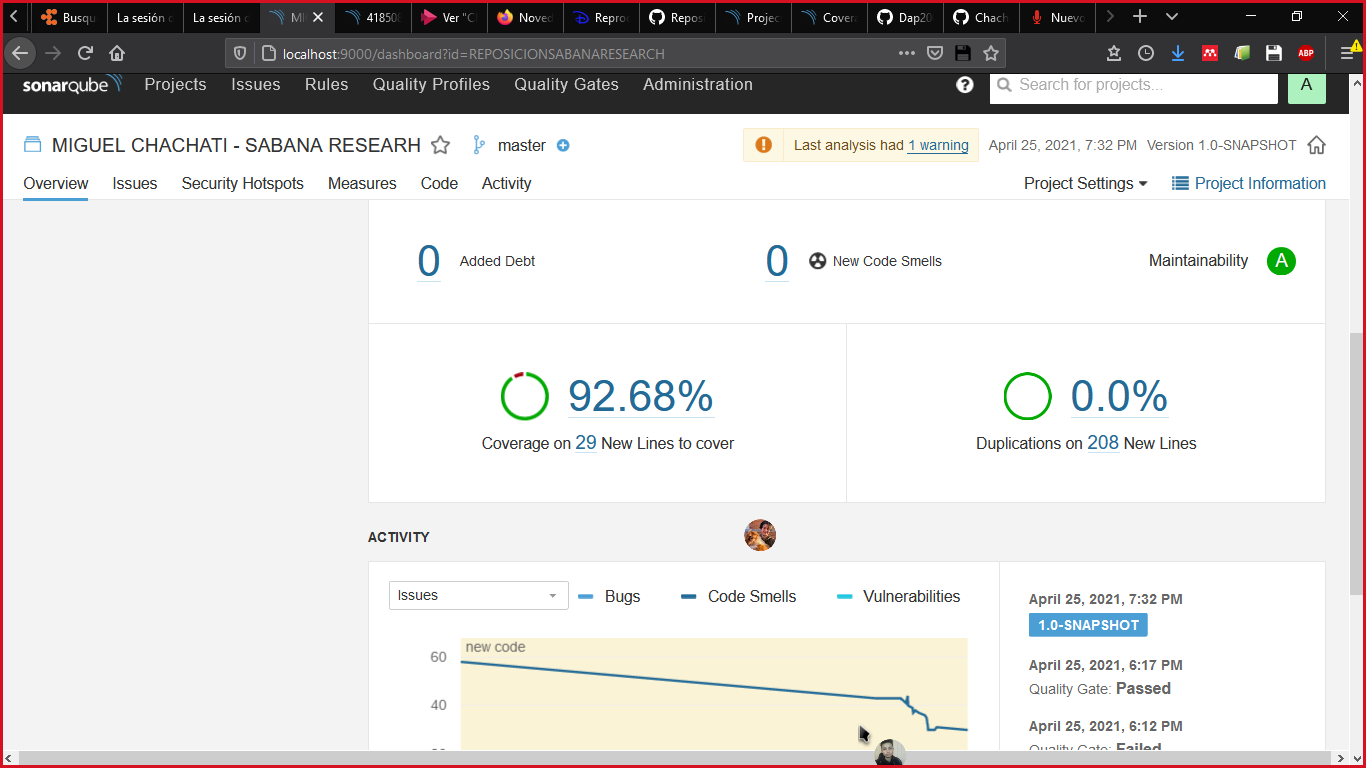 Busqu
La sesión c
La sesión c
MI
41850
Ver "C
Noved
Reprod
Repos
Projec
Covera
Dap20
Chach
Nuevo
localhost:9000/dashboard?id=REPOSICIONSABANARESEARCH
ABP
sonarqube
Projects
Issues
Rules
Quality Profiles
Quality Gates
Administration
?
Search for projects...
A
MIGUEL CHACHATI - SABANA RESEARH
master
Last analysis had 1 warning
April 25, 2021, 7:32 PM
Version 1.0-SNAPSHOT
Overview
Issues
Security Hotspots
Measures
Code
Activity
Project Settings
Project Information
0 Added Debt
0 New Code Smells
Maintainability A
92.68%
Coverage on 29 New Lines to cover
0.0%
Duplications on 208 New Lines
ACTIVITY
Issues
Bugs
Code Smells
Vulnerabilities
new code
60
40
April 25, 2021, 7:32 PM
1.0-SNAPSHOT
April 25, 2021, 6:17 PM
Quality Gate: Passed
April 25, 2021, 6:12 PM
Quality Gate: Failed